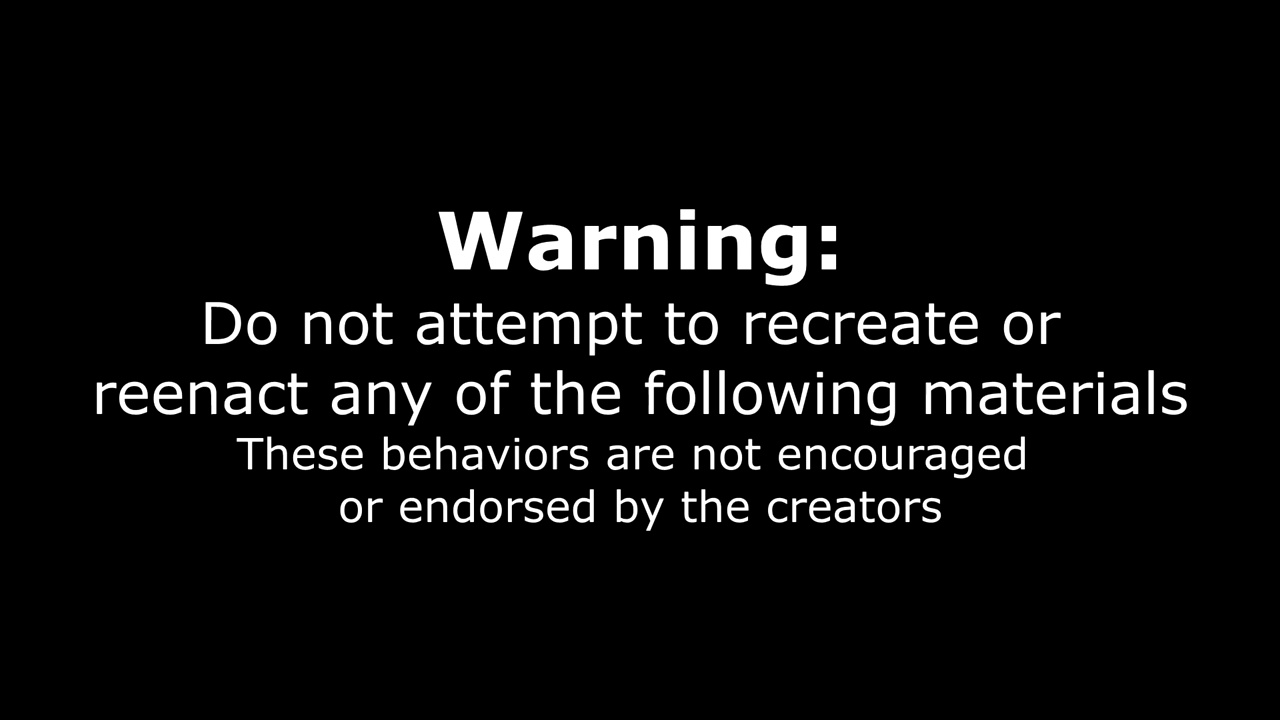 Warning:
Do not attempt to recreate or
reenact any of the following materials
These behaviors are not encouraged
or endorsed by the creators